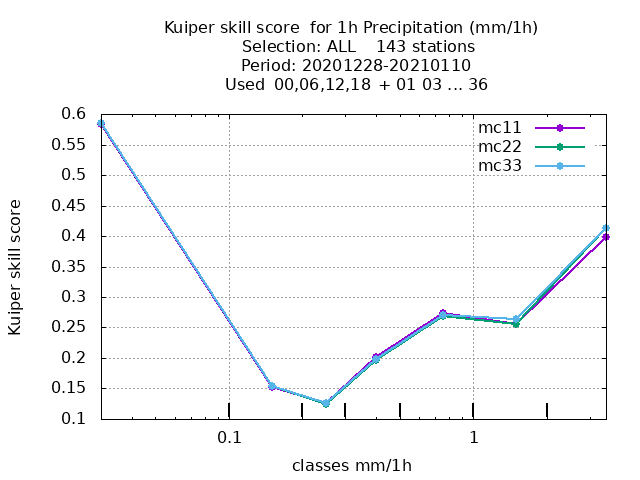 Kuiper skill score  for 1h Precipitation (mm/1h)
Selection: ALL    143 stations
Period: 20201228-20210110
Used  00,06,12,18  + 01 03 ... 36
0.6
0.55
0.5
0.45
0.4
0.35
0.3
0.25
0.2
0.15
0.1
Kuiper skill score
mc11
mc22
mc33
0.1
1
classes mm/1h